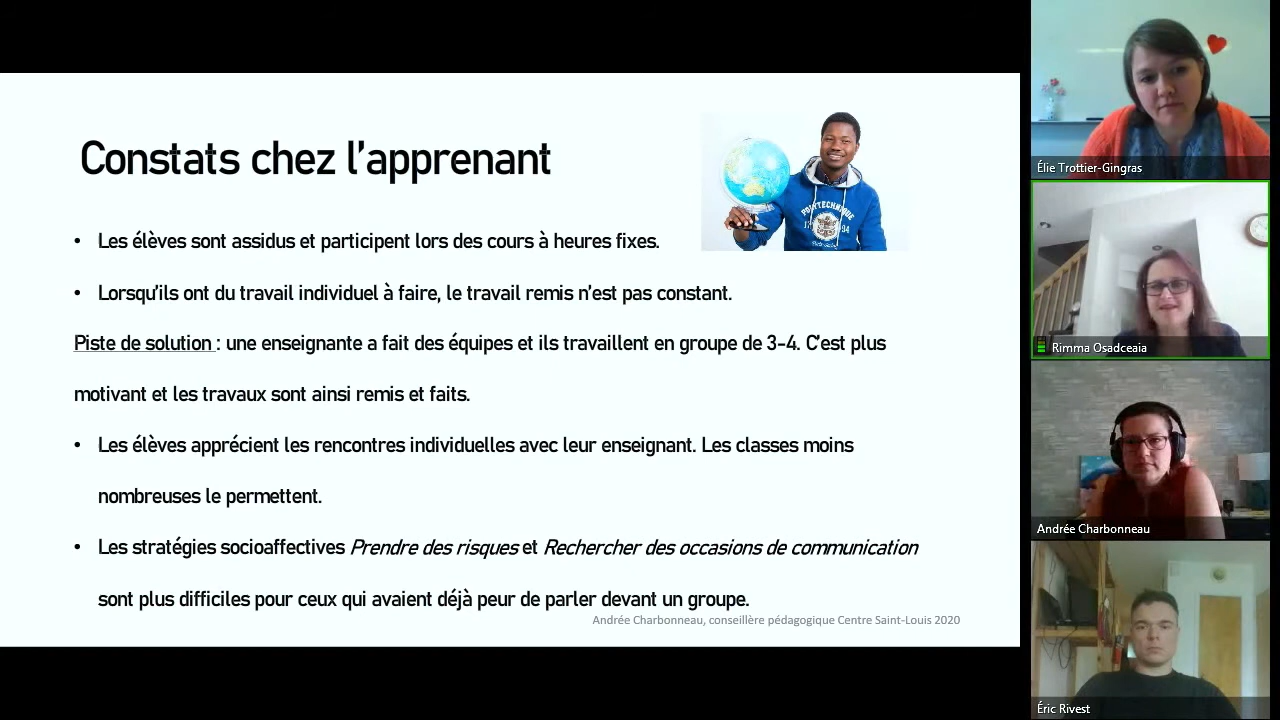 Constats chez l'apprenant
POLYTECHNIQUE
• Les élèves sont assidus et participent lors des cours à heures fixes.
• Lorsqu'ils ont du travail individuel à faire, le travail remis n'est pas constant.
Piste de solution : une enseignante a fait des équipes et ils travaillent en groupe de 3-4. C'est plus
motivant et les travaux sont ainsi remis et faits.
• Les élèves apprécient les rencontres individuelles avec leur enseignant. Les classes moins
nombreuses le permettent.
• Les stratégies socioaffectives Prendre des risques et Rechercher des occasions de communication
sont plus difficiles pour ceux qui avaient déjà peur de parler devant un groupe.
Andrée Charbonneau, conseillère pédagogique Centre Saint-Louis 2020
Élie Trottier-Gingras
Rimma Osadceaia
Andrée Charbonneau
Éric Rivest